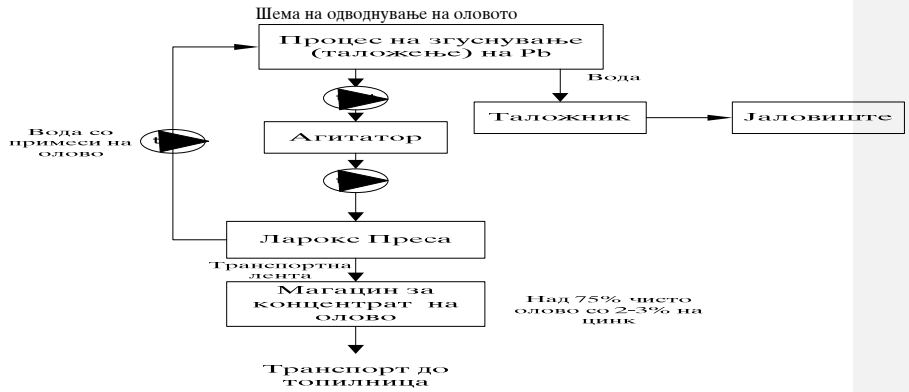 Шема на одводнување на оловото
Процес на згуснување
(таложење) на Pb
Вода
Таложник
Јаловиште
Агитатор
Вода со
примеси на
олово
Ларокс Преса
Транспортна
лента
Магацин за
концентрат на
олово
Над 75% чисто
олово со 2-3% на
цинк
Транспорт до
топилница